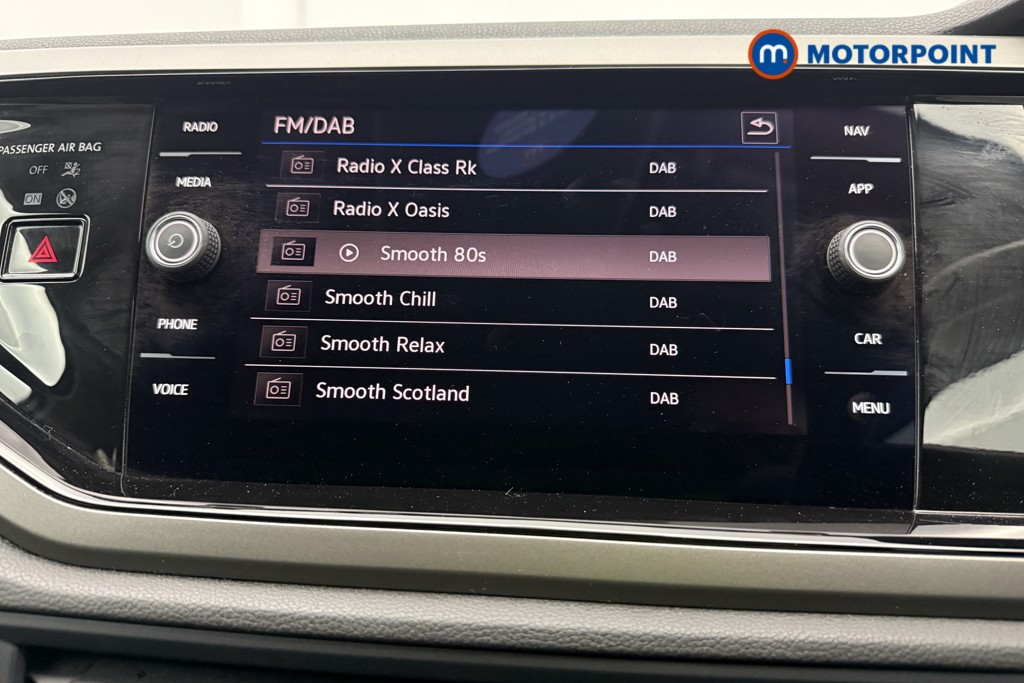 m MOTORPOINT
PASSENGER AIR BAG
OFF
ON
RADIO
MEDIA
PHONE
VOICE
FM/DAB
Radio X Class Rk DAB
Radio X Oasis DAB
Smooth 80s DAB
Smooth Chill DAB
Smooth Relax DAB
Smooth Scotland DAB
NAV
APP
CAR
MENU